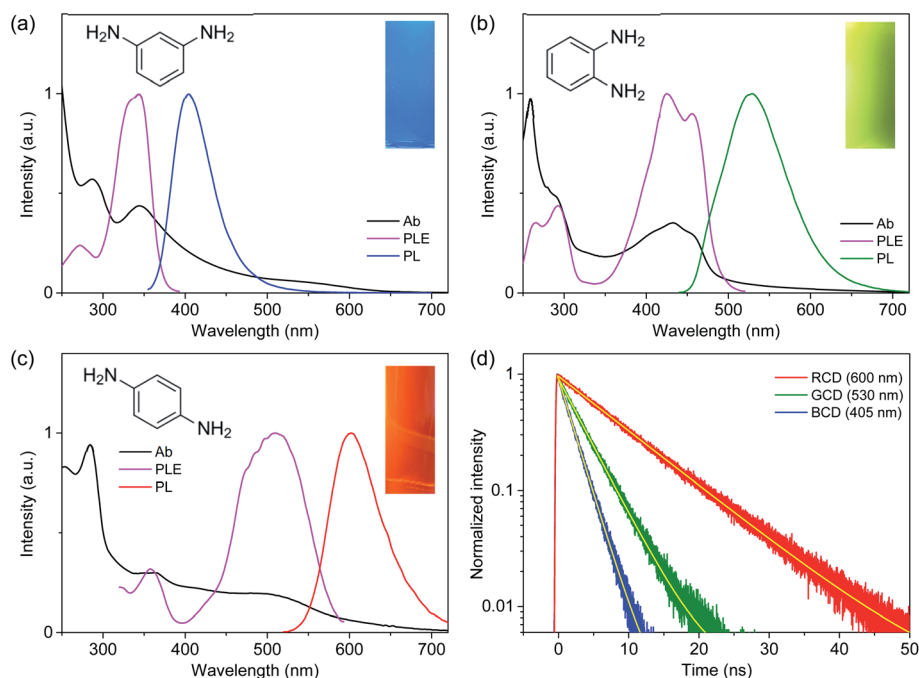 (a)
H₂N
NH₂
Intensity (a.u.)
1
0
Ab
PLE
PL
300 400 500 600 700
Wavelength (nm)
(b)
NH₂
NH₂
Intensity (a.u.)
1
0
Ab
PLE
PL
300 400 500 600 700
Wavelength (nm)
(c)
H₂N
NH₂
Intensity (a.u.)
1
0
Ab
PLE
PL
300 400 500 600 700
Wavelength (nm)
(d)
Normalized intensity
1
0.1
0.01
RCD (600 nm)
GCD (530 nm)
BCD (405 nm)
0 10 20 30 40 50
Time (ns)